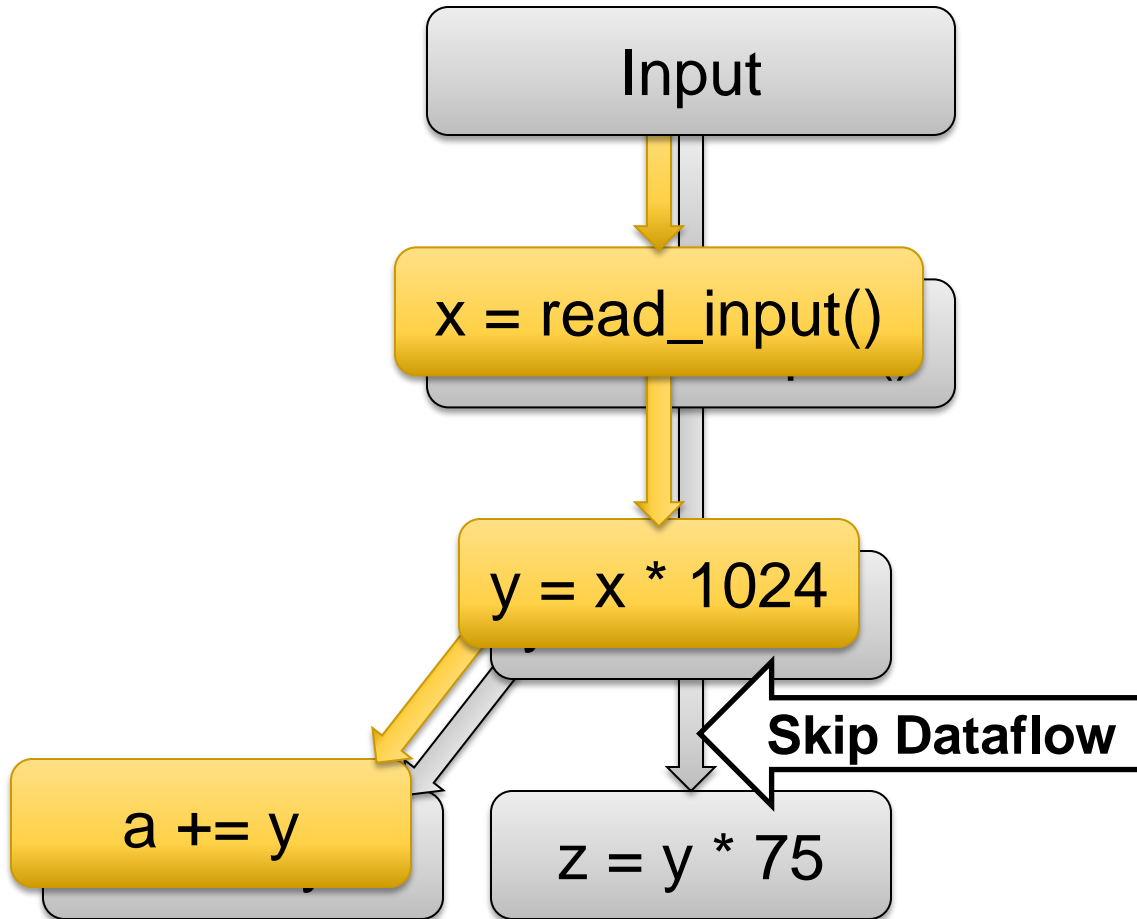 Input
x = read_input()
y = x * 1024
Skip Dataflow
a += y
z = y * 75